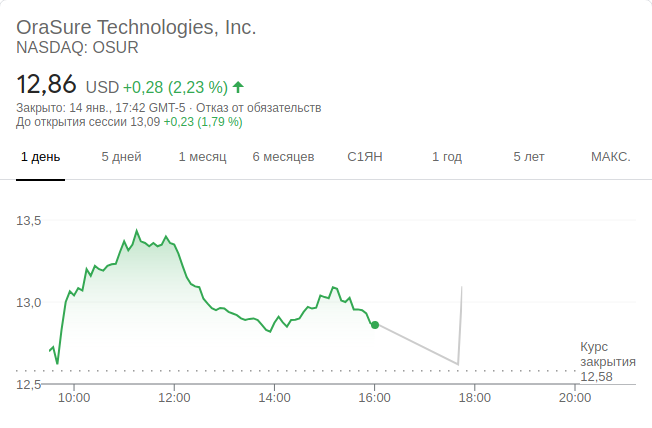 OraSure Technologies, Inc.
NASDAQ: OSUR
12,86 USD +0,28 (2,23 %)
Закрыто: 14 янв., 17:42 GMT-5 · Отказ от обязательств
До открытия сессии 13,09 +0,23 (1,79 %)
1 день 5 дней 1 месяц 6 месяцев С1ЯН 1 год 5 лет МАКС.
13,5
13,0
12,5
Курс
закрытия
12,58
10:00 12:00 14:00 16:00 18:00 20:00